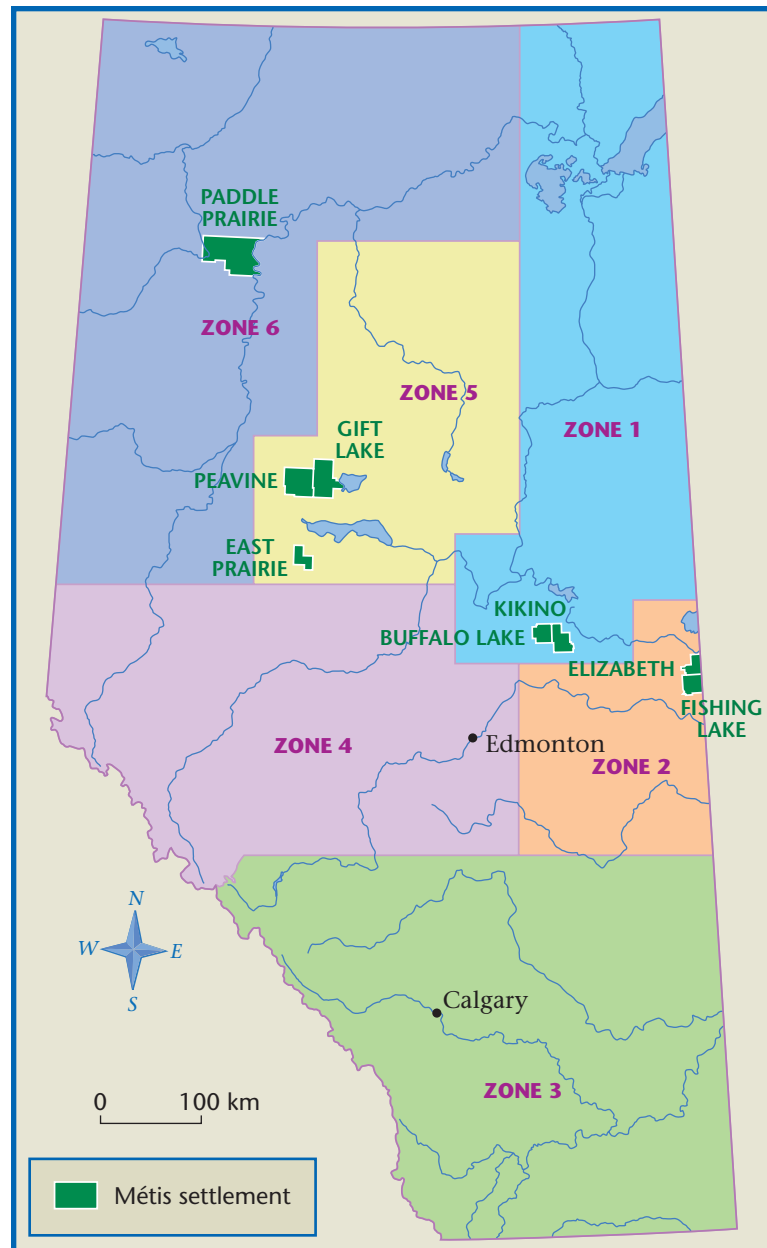 PADDLE
PRAIRIE
ZONE 6
ZONE 5
ZONE 1
GIFT
LAKE
PEAVINE
EAST
PRAIRIE
KIKINO
BUFFALO LAKE
ELIZABETH
FISHING
LAKE
ZONE 4
Edmonton
ZONE 2
N
W
E
S
Calgary
ZONE 3
0 100 km
Métis settlement